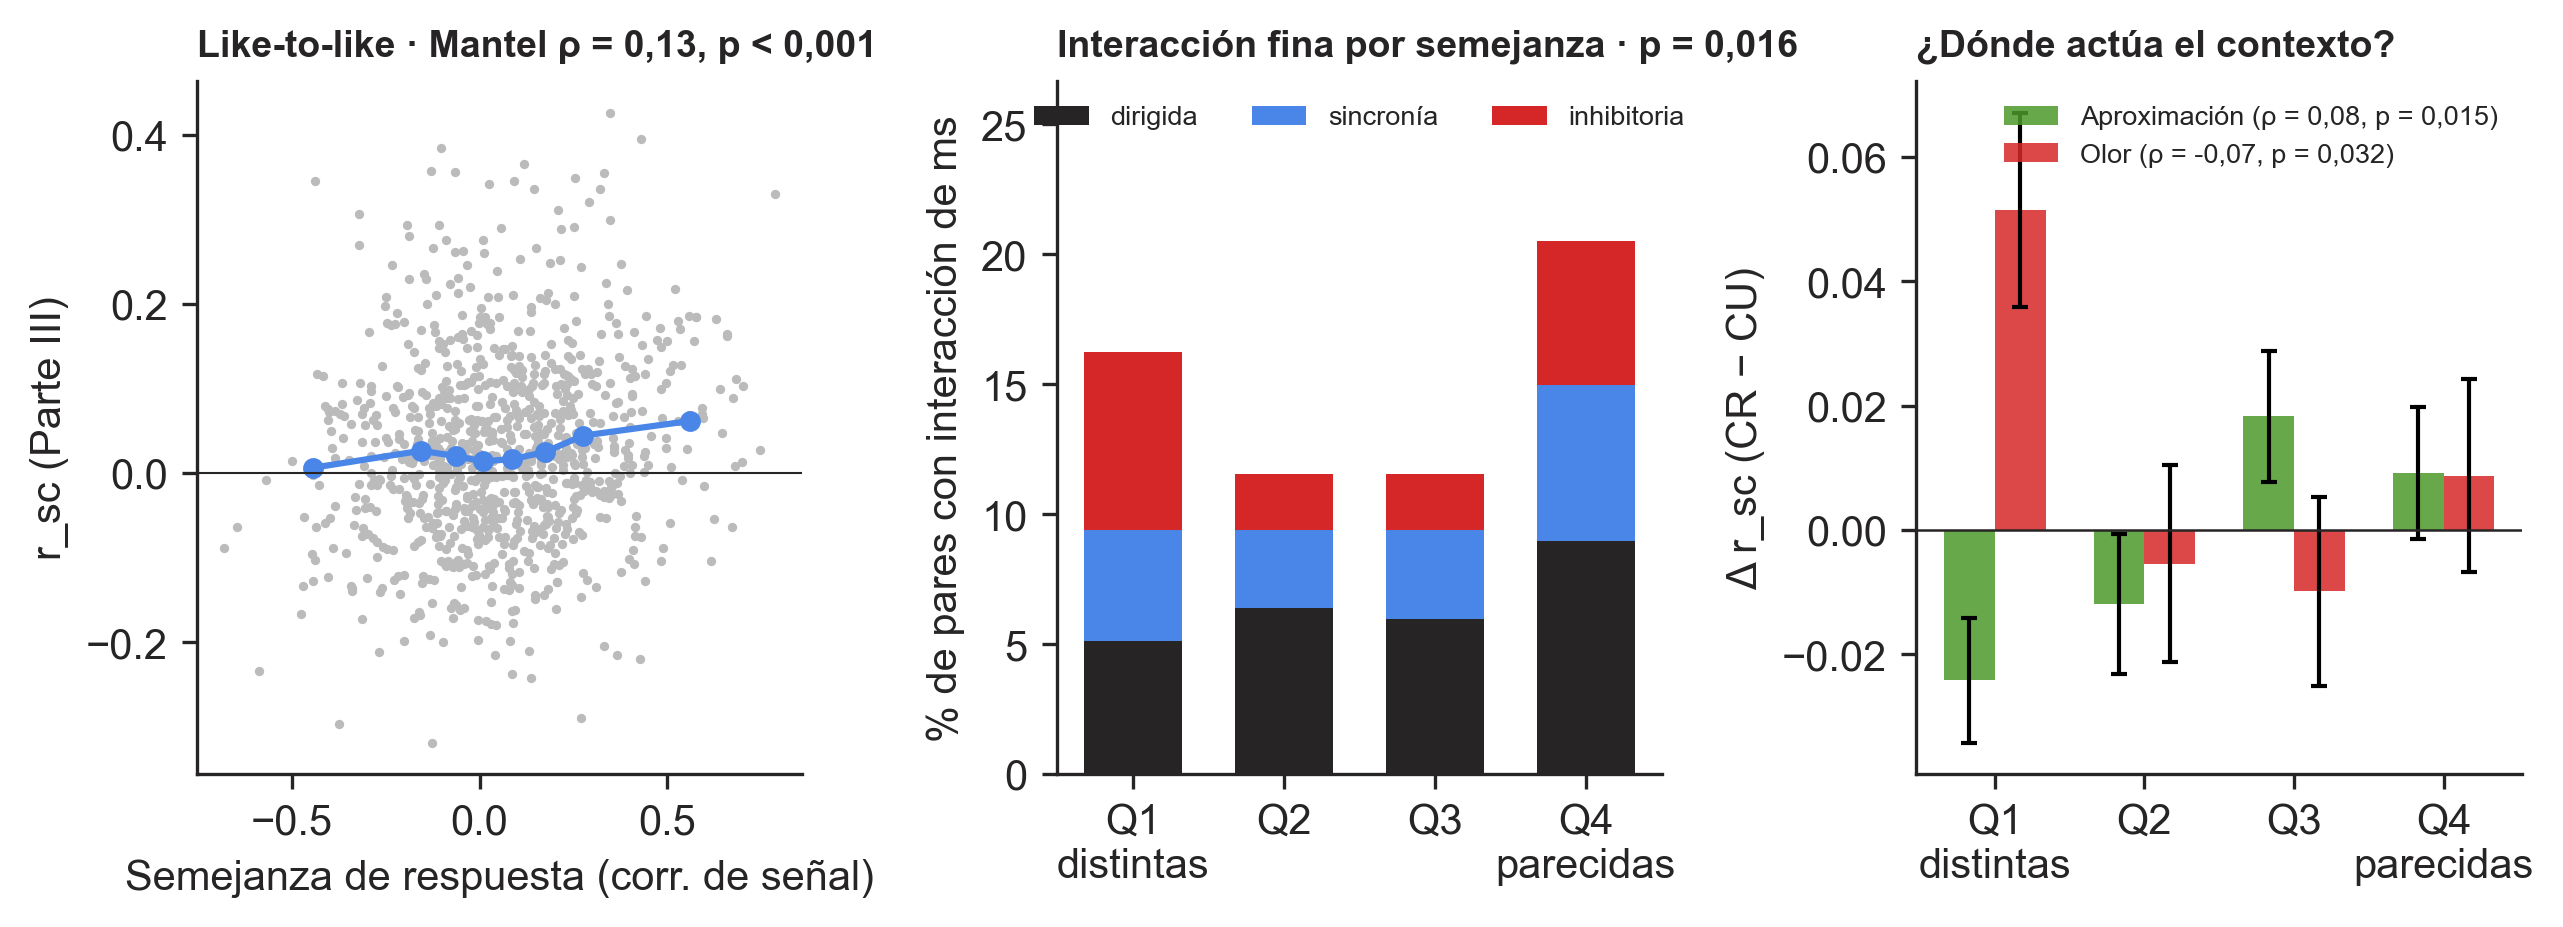 Like-to-like · Mantel ρ = 0,13, p < 0,001
r_sc (Parte III)
0.4
0.2
0.0
−0.2
−0.5
0.0
0.5
Semejanza de respuesta (corr. de señal)
Interacción fina por semejanza · p = 0,016
dirigida
sincronía
inhibitoria
% de pares con interacción de ms
25
20
15
10
5
0
Q1
distintas
Q2
Q3
Q4
parecidas
¿Dónde actúa el contexto?
Aproximación (ρ = 0,08, p = 0,015)
Olor (ρ = -0,07, p = 0,032)
Δ r_sc (CR − CU)
0.06
0.04
0.02
0.00
−0.02
Q1
distintas
Q2
Q3
Q4
parecidas